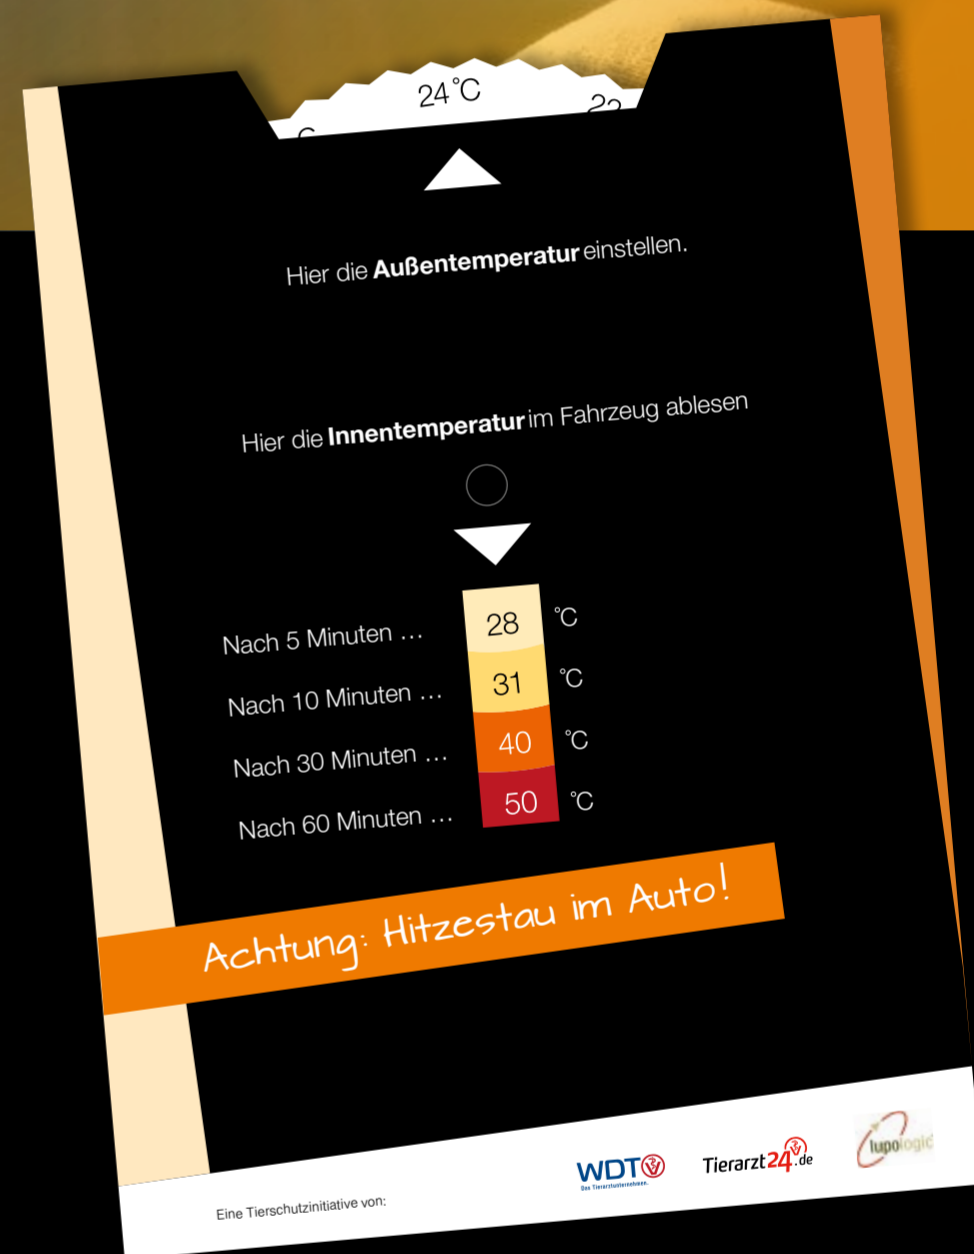 24°C
Hier die Außentemperatur einstellen.
Hier die Innentemperatur im Fahrzeug ablesen
Nach 5 Minuten ... 28 °C
Nach 10 Minuten ... 31 °C
Nach 30 Minuten ... 40 °C
Nach 60 Minuten ... 50 °C
Achtung: Hitzestau im Auto!
Eine Tierschutzinitiative von:
WDT
Das Tierarztunternehmen.
Tierarzt24.de
lupologic